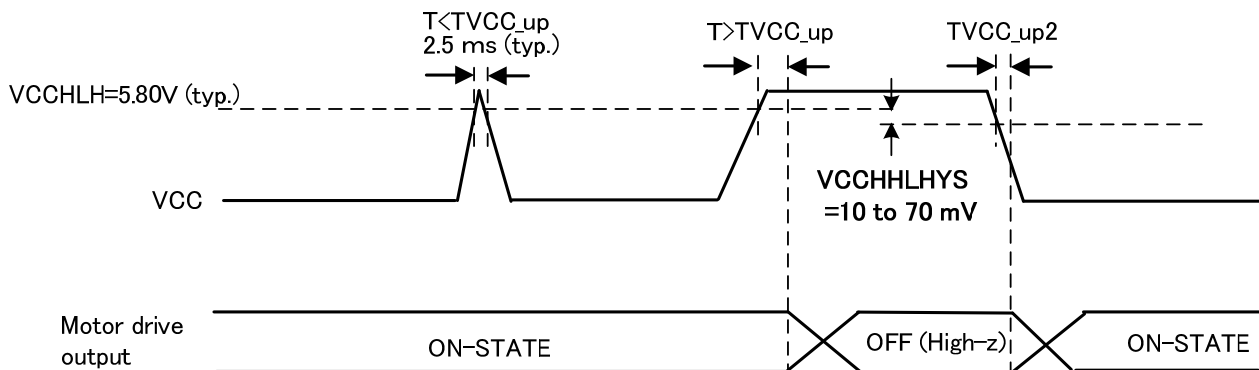 T<TVCC_up
2.5 ms (typ.)
T>TVCC_up
TVCC_up2
VCCHLH=5.80V (typ.)
VCCHHLHYS
=10 to 70 mV
VCC
Motor drive
output
ON-STATE
OFF (High-z)
ON-STATE